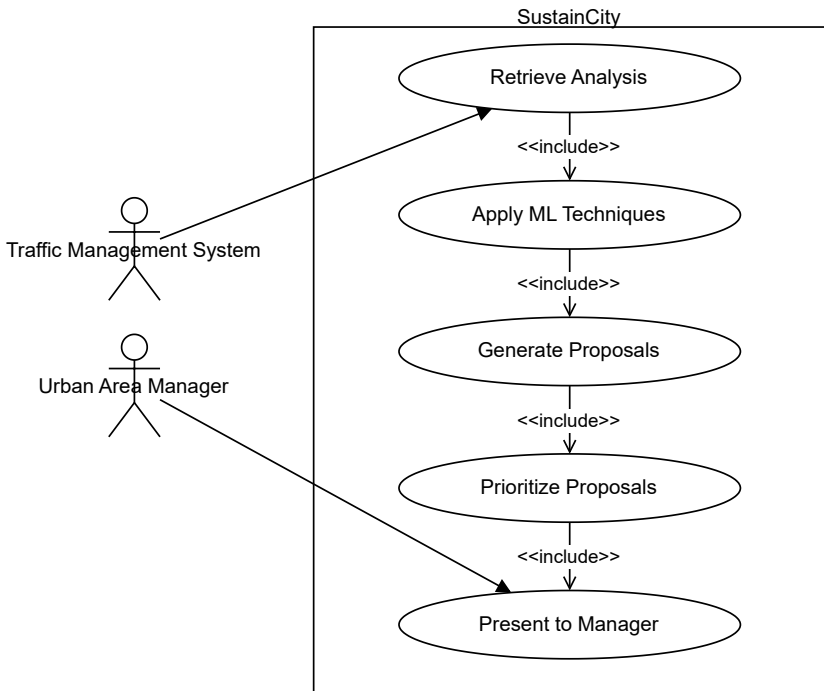 SustainCity
Retrieve Analysis
<<include>>
Apply ML Techniques
Traffic Management System
<<include>>
Generate Proposals
Urban Area Manager
<<include>>
Prioritize Proposals
<<include>>
Present to Manager